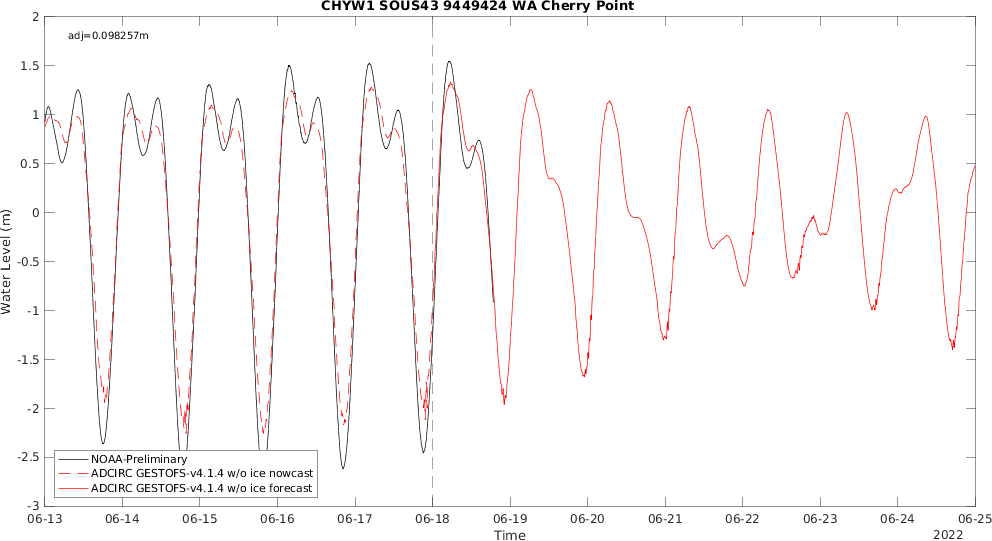 CHYW1 SOUS43 9449424 WA Cherry Point
adj=0.098257m
Water Level (m)
2
1.5
1
0.5
0
-0.5
-1
-1.5
-2
-2.5
-3
NOAA-Preliminary
ADCIRC GESTOFS-v4.1.4 w/o ice nowcast
ADCIRC GESTOFS-v4.1.4 w/o ice forecast
06-13 06-14 06-15 06-16 06-17 06-18 06-19 06-20 06-21 06-22 06-23 06-24 06-25
Time
2022